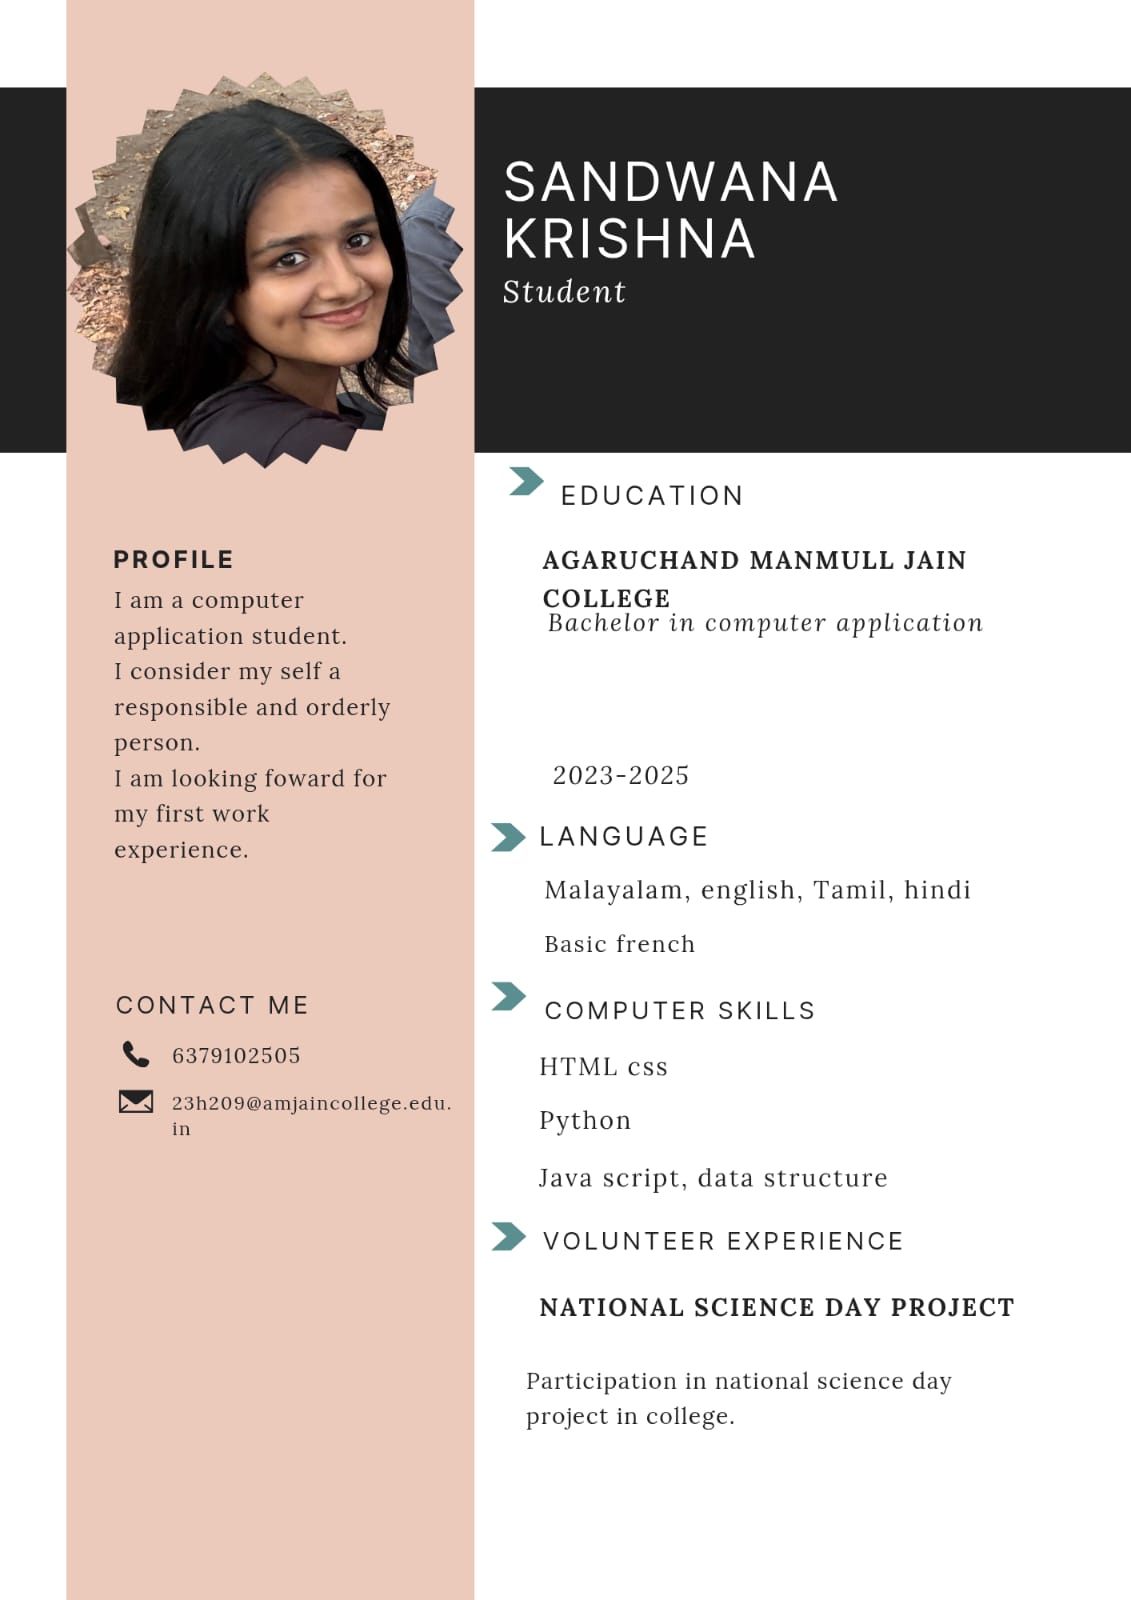 SANDWANA
KRISHNA
Student
PROFILE
I am a computer
application student.
I consider my self a
responsible and orderly
person.
I am looking foward for
my first work
experience.
CONTACT ME
6379102505
23h209@amjaincollege.edu.
in
EDUCATION
AGARUCHAND MANMULL JAIN
COLLEGE
Bachelor in computer application
2023-2025
LANGUAGE
Malayalam, english, Tamil, hindi
Basic french
COMPUTER SKILLS
HTML css
Python
Java script, data structure
VOLUNTEER EXPERIENCE
NATIONAL SCIENCE DAY PROJECT
Participation in national science day
project in college.